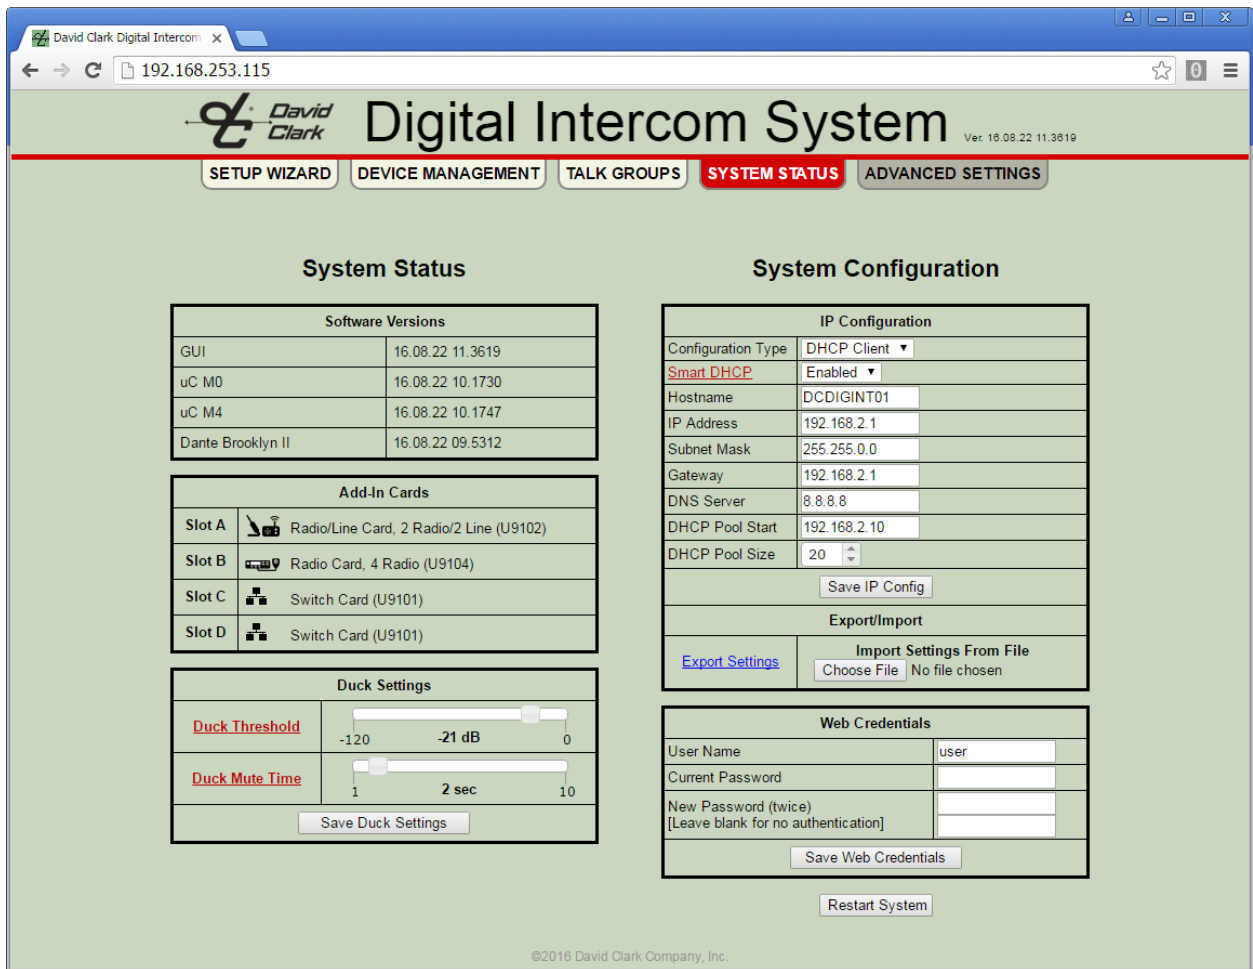 David Clark Digital Intercom
192.168.253.115
David Clark
Digital Intercom System
Ver. 16.08.22 11.3619
SETUP WIZARD
DEVICE MANAGEMENT
TALK GROUPS
SYSTEM STATUS
ADVANCED SETTINGS
System Status
Software Versions
GUI 16.08.22 11.3619
uC M0 16.08.22 10.1730
uC M4 16.08.22 10.1747
Dante Brooklyn II 16.08.22 09.5312
Add-In Cards
Slot A Radio/Line Card, 2 Radio/2 Line (U9102)
Slot B Radio Card, 4 Radio (U9104)
Slot C Switch Card (U9101)
Slot D Switch Card (U9101)
Duck Settings
Duck Threshold
-120 -21 dB 0
Duck Mute Time
1 2 sec 10
Save Duck Settings
System Configuration
IP Configuration
Configuration Type DHCP Client
Smart DHCP Enabled
Hostname DCDIGINT01
IP Address 192.168.2.1
Subnet Mask 255.255.0.0
Gateway 192.168.2.1
DNS Server 8.8.8.8
DHCP Pool Start 192.168.2.10
DHCP Pool Size 20
Save IP Config
Export/Import
Export Settings
Import Settings From File
Choose File No file chosen
Web Credentials
User Name user
Current Password
New Password (twice)
[Leave blank for no authentication]
Save Web Credentials
Restart System
©2016 David Clark Company, Inc.